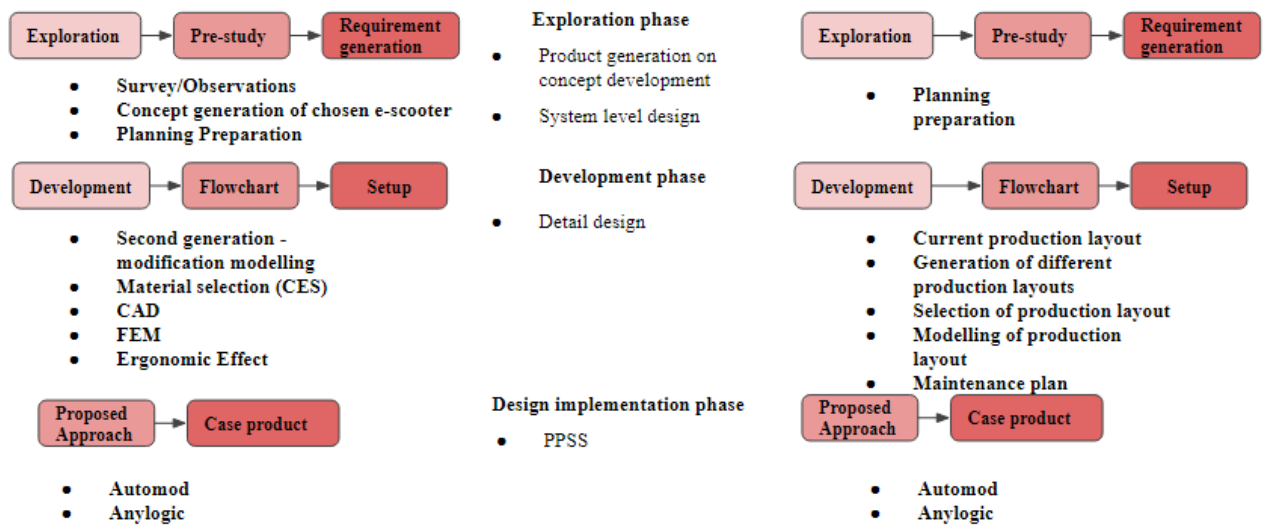 Exploration
Pre-study
Requirement
generation
● Survey/Observations
● Concept generation of chosen e-scooter
● Planning Preparation
Development
Flowchart
Setup
● Second generation -
modification modelling
● Material selection (CES)
● CAD
● FEM
● Ergonomic Effect
Proposed
Approach
Case product
● Automod
● Anylogic
Exploration phase
● Product generation on
concept development
● System level design
Development phase
● Detail design
Design implementation phase
● PPSS
Exploration
Pre-study
Requirement
generation
● Planning
preparation
Development
Flowchart
Setup
● Current production layout
● Generation of different
production layouts
● Selection of production layout
● Modelling of production
layout
● Maintenance plan
Proposed
Approach
Case product
● Automod
● Anylogic